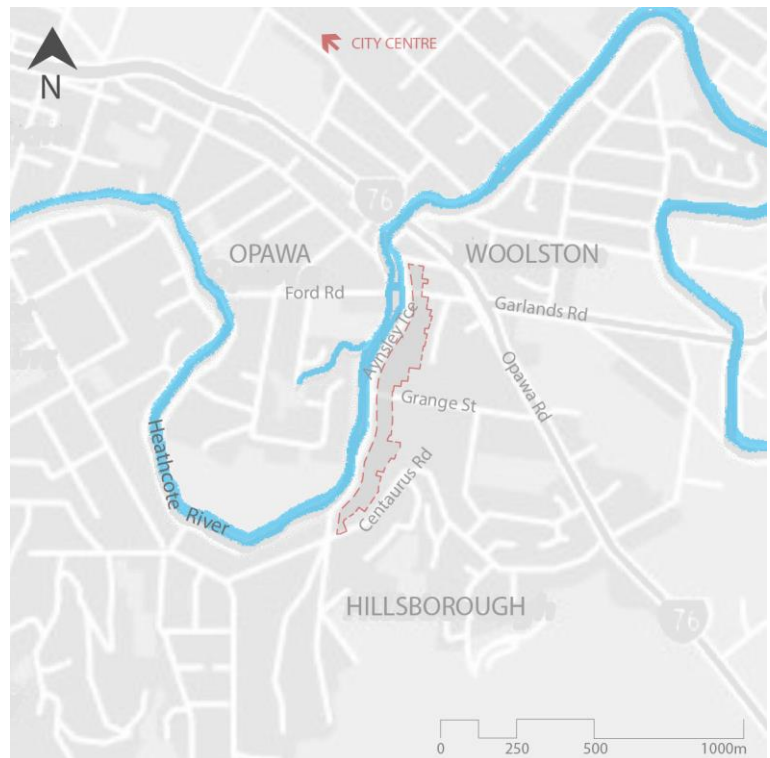 CITY CENTRE
N
76
OPAWA
WOOLSTON
Ford Rd
Garlands Rd
Aynsley Ice
Opawa Rd
Grange St
Heathcote River
Centaurus Rd
HILLSBOROUGH
76
0 250 500 1000m